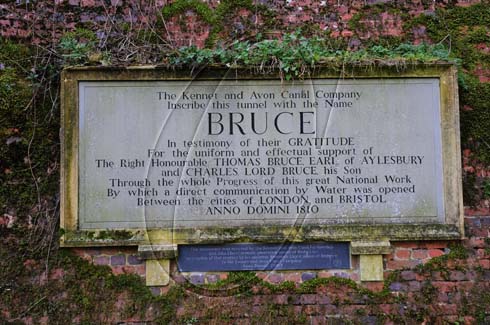 The Kennet and Avon Canal Company
Inscribe this tunnel with the Name
BRUCE
In testimony of their GRATITUDE
For the uniform and effectual support of
The Right Honourable THOMAS BRUCE EARL of AYLESBURY
and CHARLES LORD BRUCE his Son
Through the whole Progress of this great National Work
By which a direct communication by Water was opened
Between the cities of LONDON and BRISTOL
ANNO DOMINI 1810